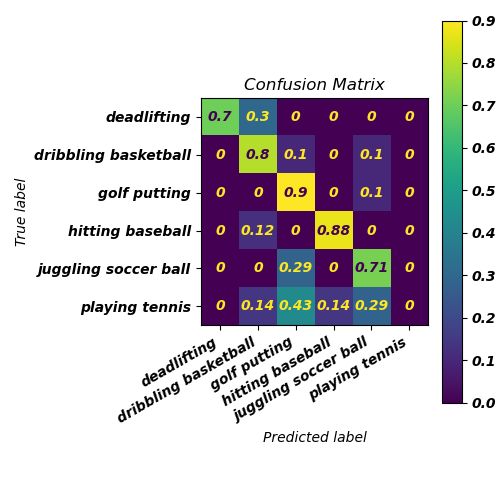 Confusion Matrix
True label
deadlifting 0.7 0.3 0 0 0 0
dribbling basketball 0 0.8 0.1 0 0.1 0
golf putting 0 0 0.9 0 0.1 0
hitting baseball 0 0.12 0 0.88 0 0
juggling soccer ball 0 0 0.29 0 0.71 0
playing tennis 0 0.14 0.43 0.14 0.29 0
deadlifting
dribbling basketball
golf putting
hitting baseball
juggling soccer ball
playing tennis
Predicted label
0.9
0.8
0.7
0.6
0.5
0.4
0.3
0.2
0.1
0.0